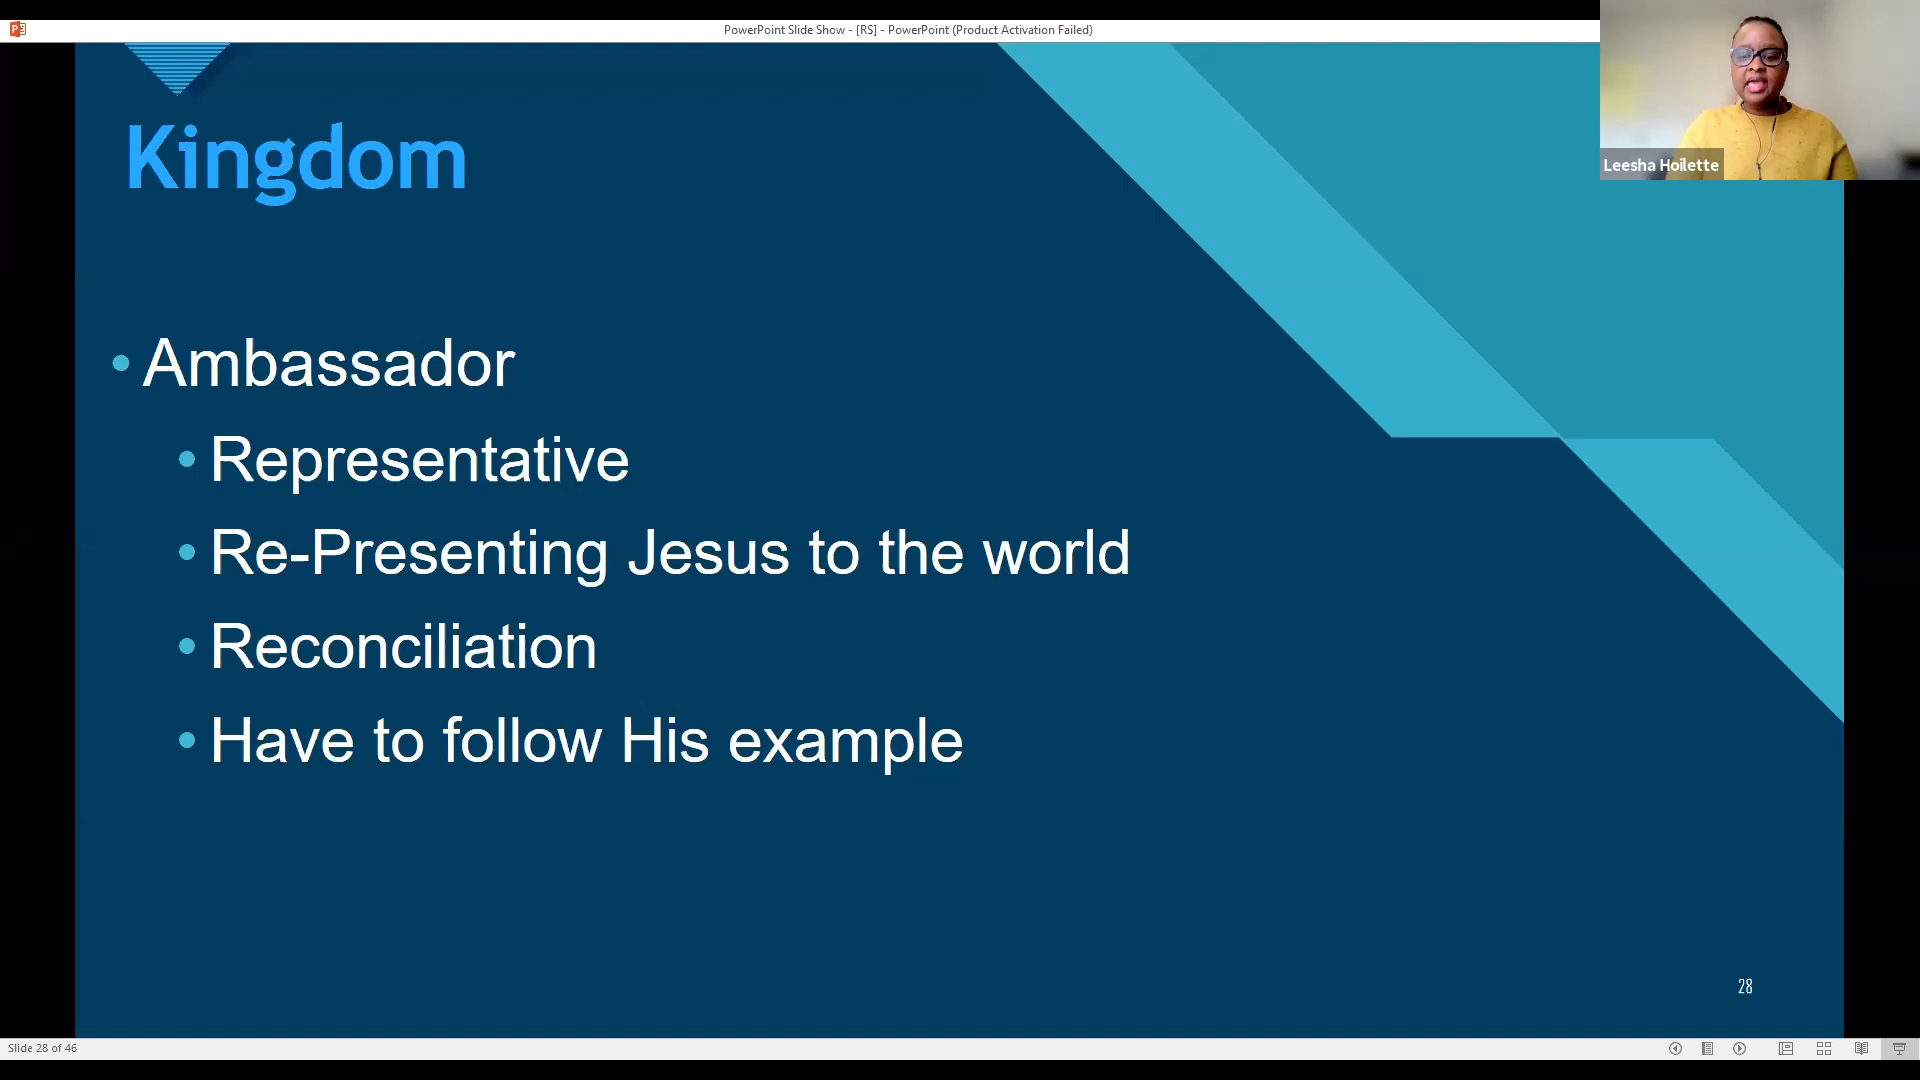 PowerPoint Slide Show - [RS] - PowerPoint (Product Activation Failed)
Leesha Hoilette
Kingdom
• Ambassador
• Representative
• Re-Presenting Jesus to the world
• Reconciliation
• Have to follow His example
28
Slide 28 of 46